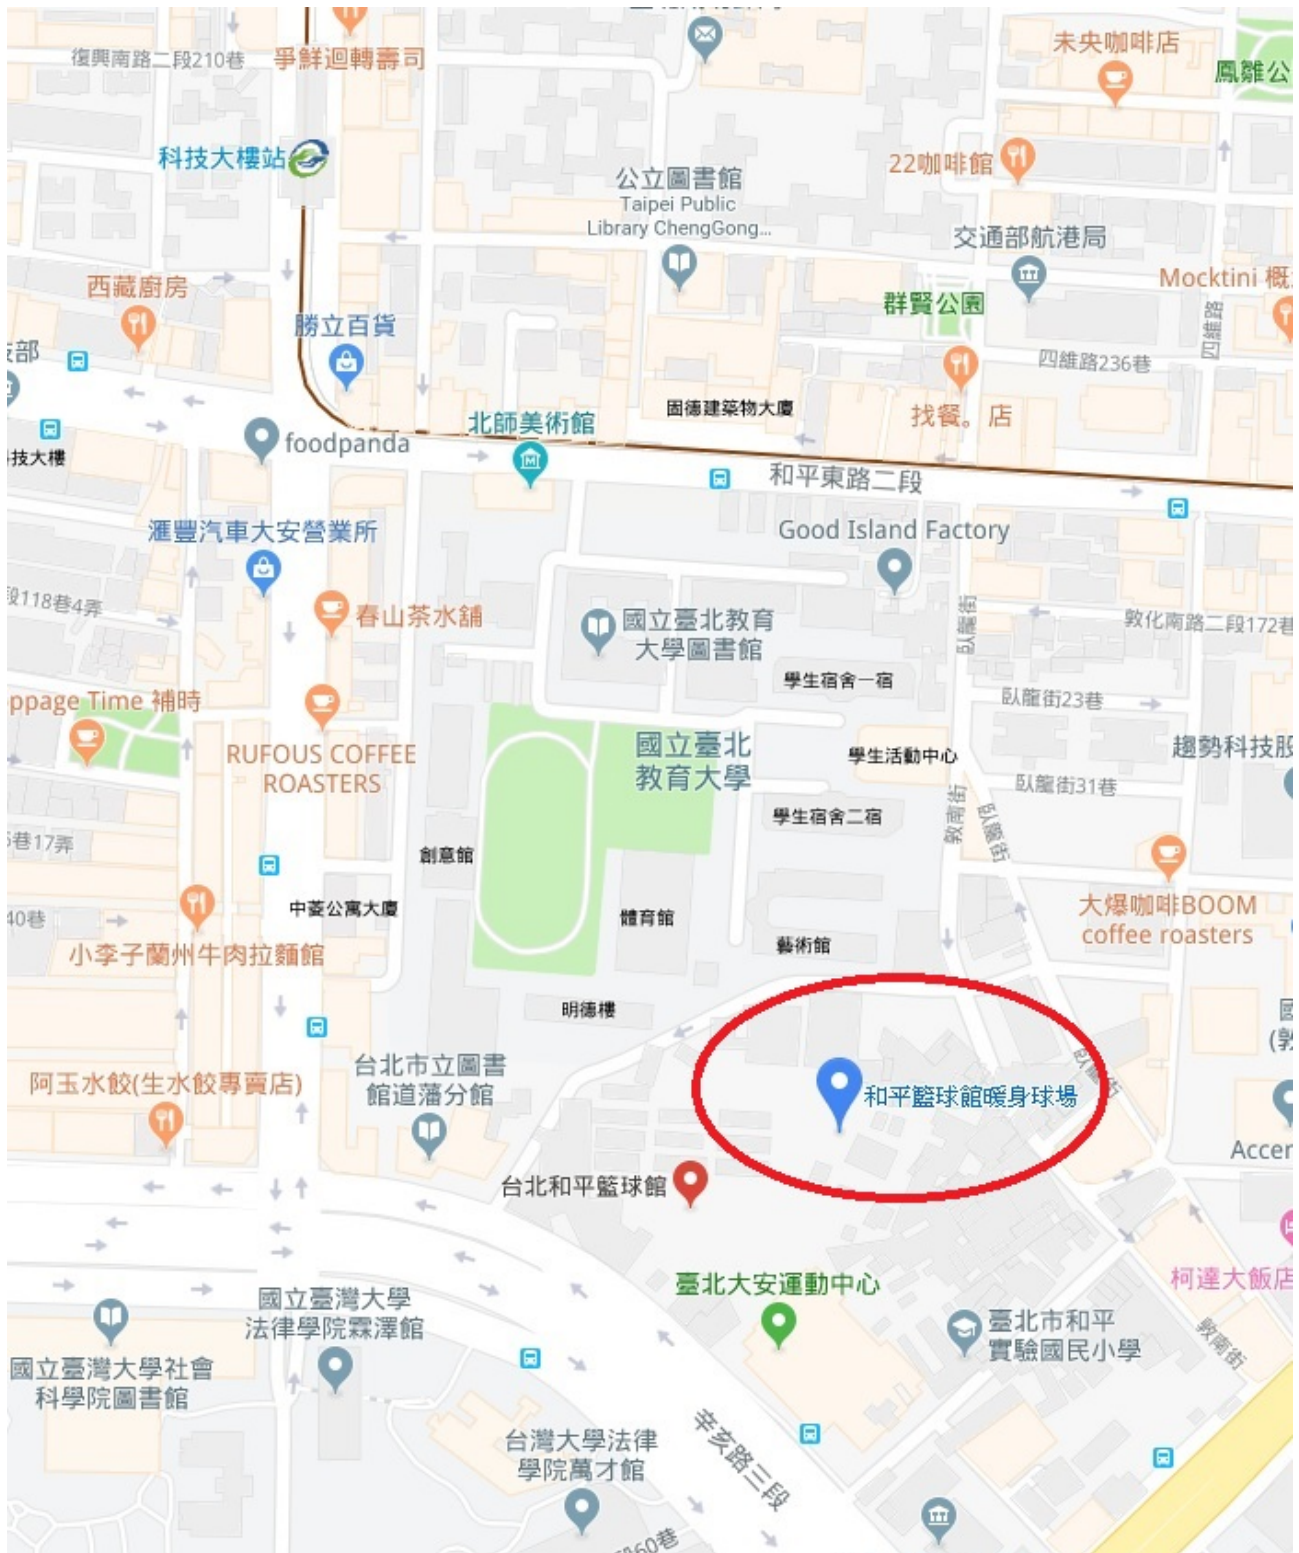 復興南路二段210巷
爭鮮迴轉壽司
未央咖啡店
鳳雛公
科技大樓站
22咖啡館
公立圖書館
Taipei Public
Library ChengGong...
交通部航港局
西藏廚房
Mocktini 概
群賢公園
勝立百貨
四維路
四維路236巷
部
固德建築物大廈
北師美術館
找餐。店
foodpanda
技大樓
和平東路二段
滙豐汽車大安營業所
Good Island Factory
段118巷4弄
春山茶水舖
國立臺北教育
大學圖書館
臥龍街
敦化南路二段172巷
學生宿舍一宿
ppage Time 補時
臥龍街23巷
RUFOUS COFFEE
ROASTERS
國立臺北
教育大學
學生活動中心
趨勢科技股
臥龍街31巷
學生宿舍二宿
敦南街
臥龍街
巷17弄
創意館
40巷
中菱公寓大廈
體育館
大爆咖啡BOOM
coffee roasters
小李子蘭州牛肉拉麵館
藝術館
明德樓
國
(敦
台北市立圖書
館道藩分館
臥龍街
阿玉水餃(生水餃專賣店)
和平籃球館暖身球場
Accer
台北和平籃球館
臺北大安運動中心
柯達大飯店
國立臺灣大學
法律學院霖澤館
臺北市和平
實驗國民小學
敦南街
國立臺灣大學社會
科學院圖書館
辛亥路三段
台灣大學法律
學院萬才館
段60巷